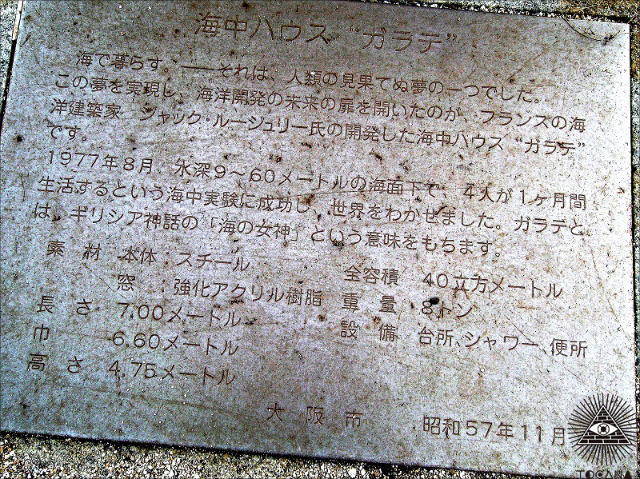 海中ハウス "ガラテ"
海で暮らす、――それは、人類の見果てぬ夢の一つでした。
この夢を実現し、海洋開発の未来の扉を開いたのが、フランスの海
洋建築家 ジャック・ルージュリー氏の開発した海中ハウス "ガラテ"
です。
1977年8月、水深9～60メートルの海面下で、4人が1ヶ月間
生活するという海中実験に成功し、世界をわかせました。ガラテと
は、ギリシア神話の「海の女神」という意味をもちます。
素 材 本体：スチール 全容積 40立方メートル
窓 ：強化アクリル樹脂 重 量 8トン
長 さ 7.00メートル 設 備 台所、シャワー、便所
巾 6.60メートル
高 さ 4.75メートル
大 阪 市 昭和57年11月
TOCANA